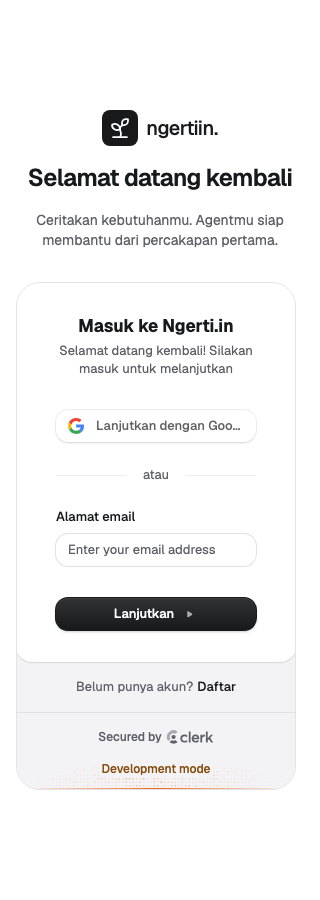 ngertiin.
Selamat datang kembali
Ceritakan kebutuhanmu. Agentmu siap
membantu dari percakapan pertama.
Masuk ke Ngerti.in
Selamat datang kembali! Silakan
masuk untuk melanjutkan
Lanjutkan dengan Goo...
atau
Alamat email
Enter your email address
Lanjutkan
Belum punya akun? Daftar
Secured by clerk
Development mode